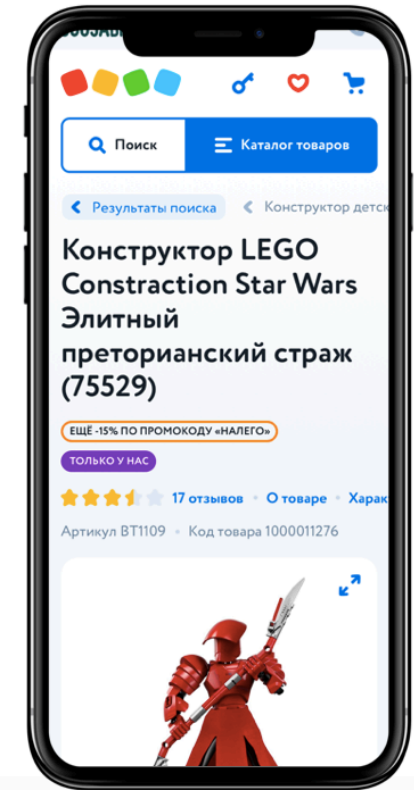 Поиск
Каталог товаров
Результаты поиска
Конструктор детск
Конструктор LEGO
Constraction Star Wars
Элитный
преторианский страж
(75529)
ЕЩЁ -15% ПО ПРОМОКОДУ «НАЛЕГО»
ТОЛЬКО У НАС
17 отзывов • О товаре • Харак
Артикул BT1109 • Код товара 1000011276